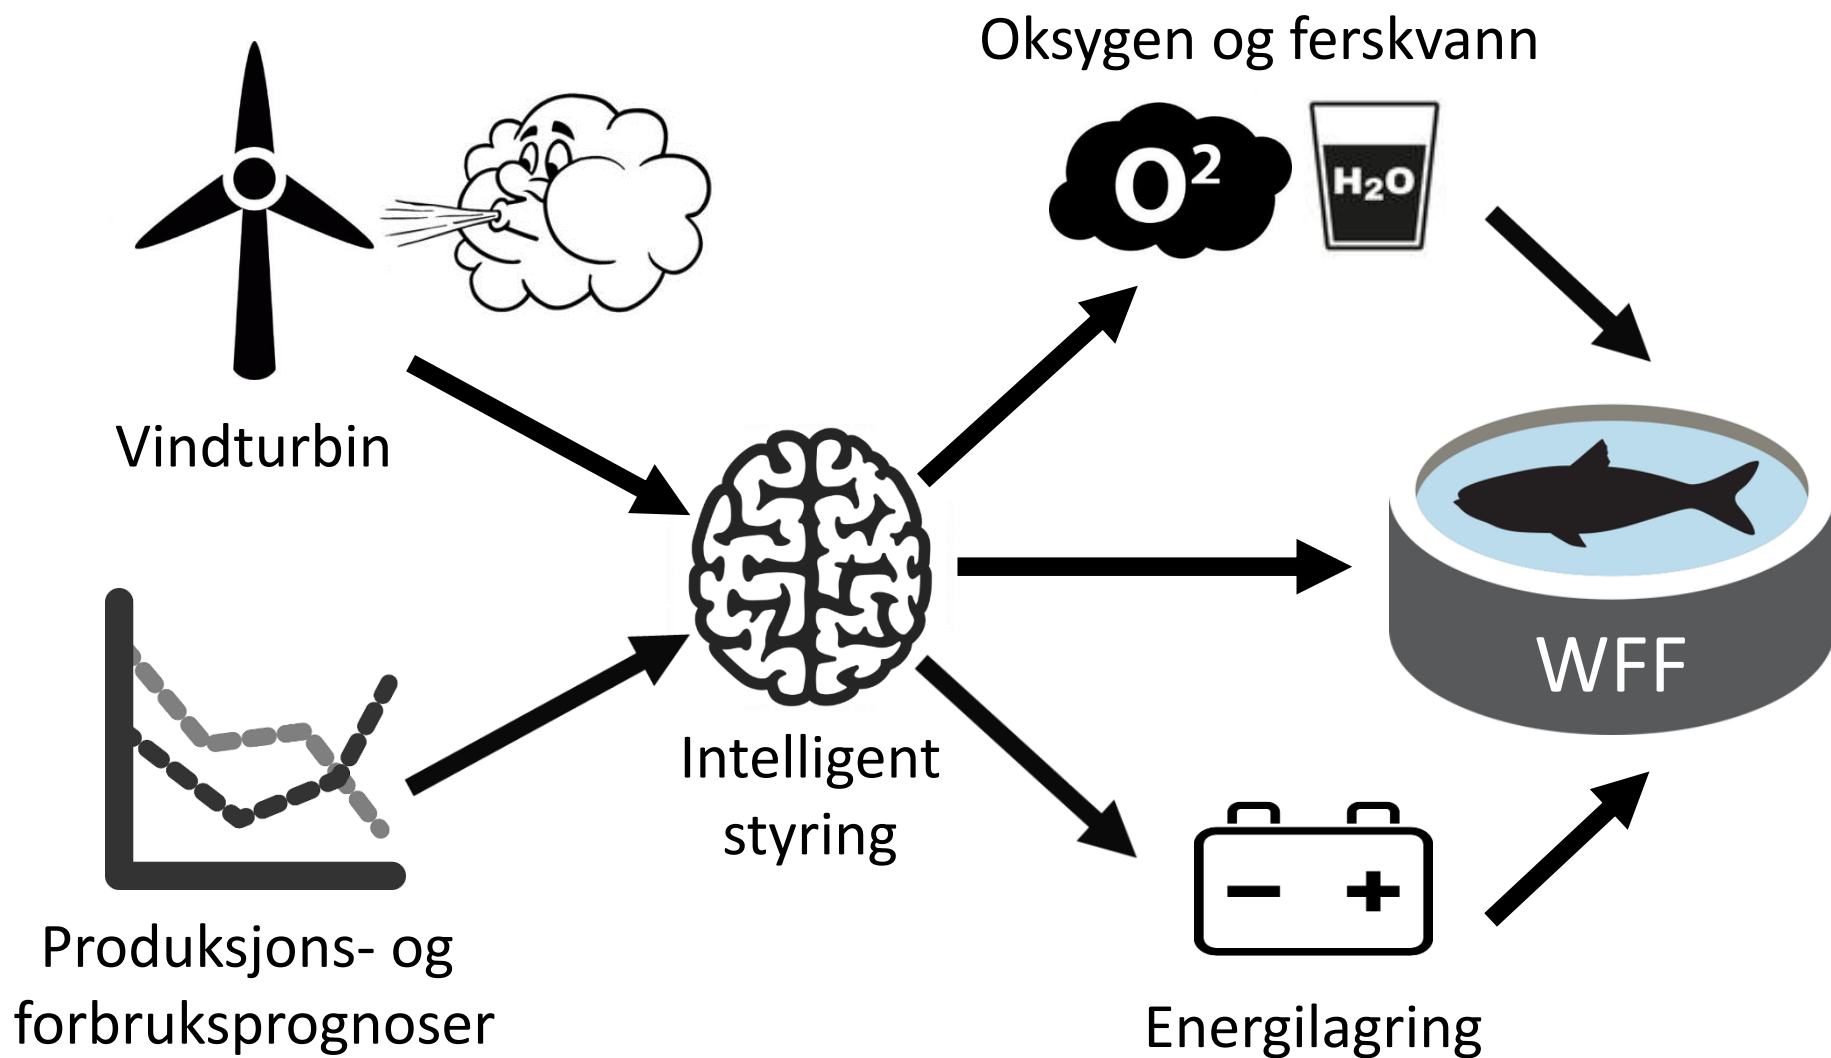 Oksygen og ferskvann
O²
H₂O
Vindturbin
WFF
Intelligent
styring
Produksjons- og
forbruksprognoser
Energilagring